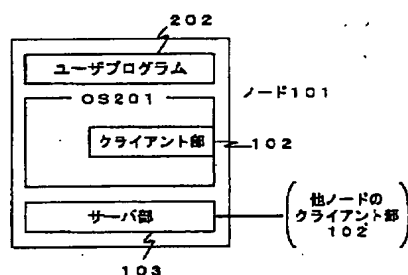 202
ユーザプログラム
OS201
ノード101
クライアント部
102
サーバ部
他ノードの
クライアント部
102
103